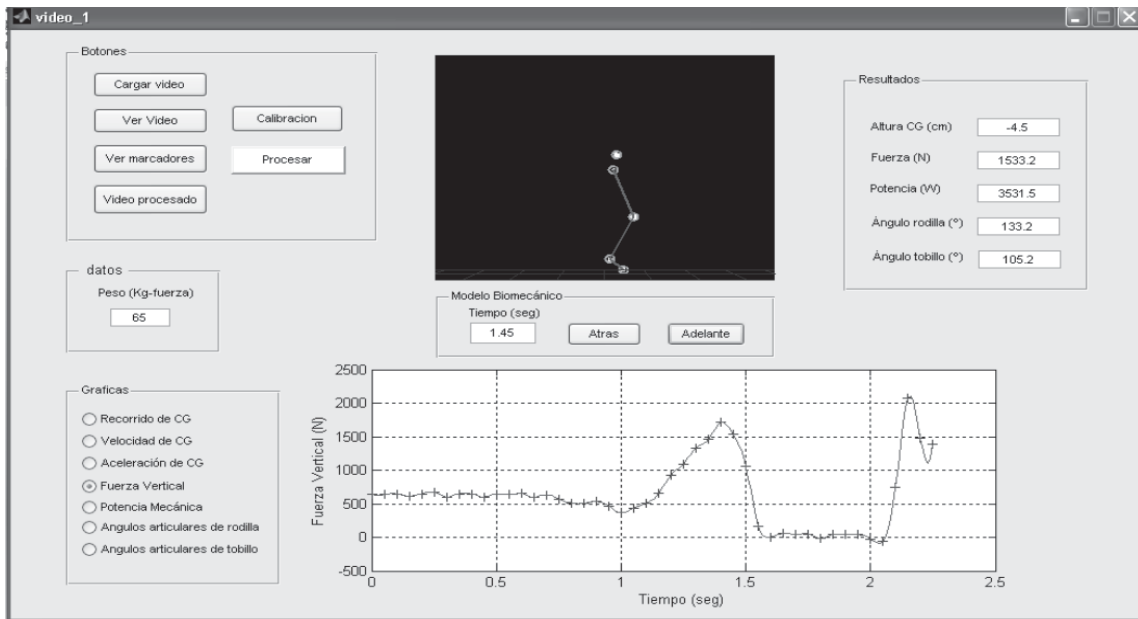 video_1
Botones
Cargar video
Ver Video
Calibracion
Ver marcadores
Procesar
Video procesado
datos
Peso (Kg-fuerza)
65
Modelo Biomecánico
Tiempo (seg)
1.45
Atras
Adelante
Resultados
Altura CG (cm)
-4.5
Fuerza (N)
1533.2
Potencia (W)
3531.5
Ángulo rodilla (°)
133.2
Ángulo tobillo (°)
105.2
Graficas
Recorrido de CG
Velocidad de CG
Aceleración de CG
Fuerza Vertical
Potencia Mecánica
Angulos articulares de rodilla
Angulos articulares de tobillo
Fuerza Vertical (N)
2500
2000
1500
1000
500
0
-500
0 0.5 1 1.5 2 2.5
Tiempo (seg)